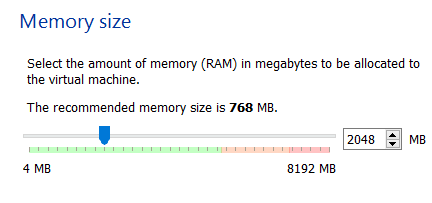 Memory size
Select the amount of memory (RAM) in megabytes to be allocated to
the virtual machine.
The recommended memory size is 768 MB.
2048 MB
4 MB 8192 MB